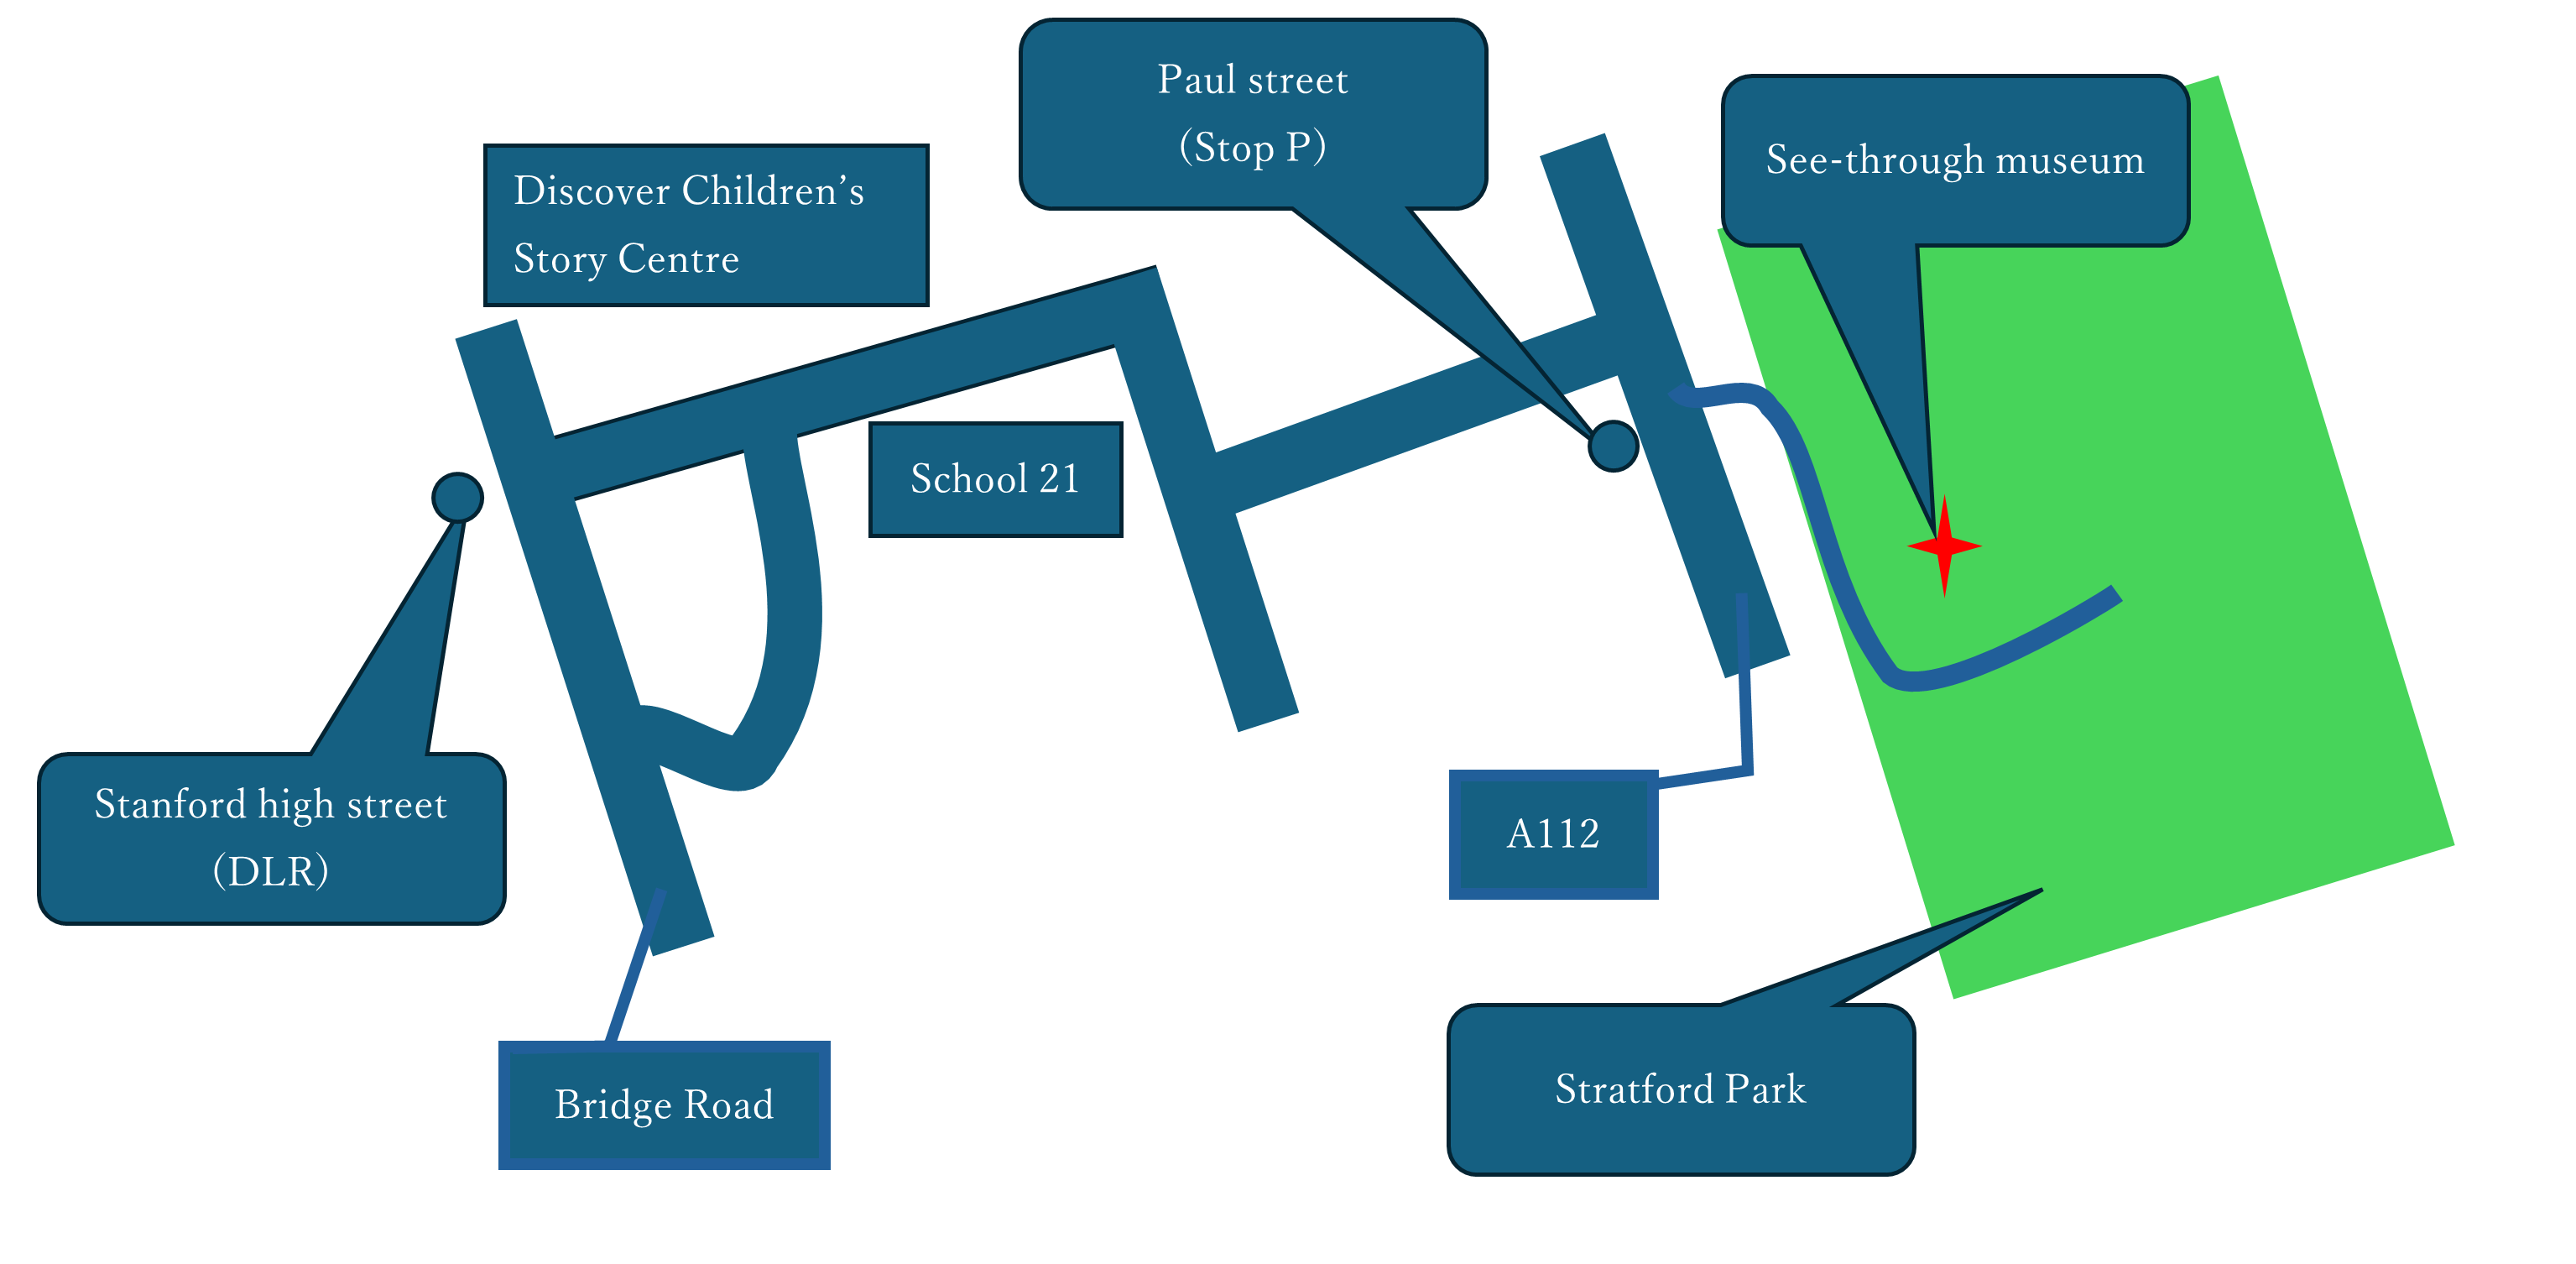 Paul street
(Stop P)
See-through museum
Discover Children’s
Story Centre
School 21
Stanford high street
(DLR)
A112
Bridge Road
Stratford Park